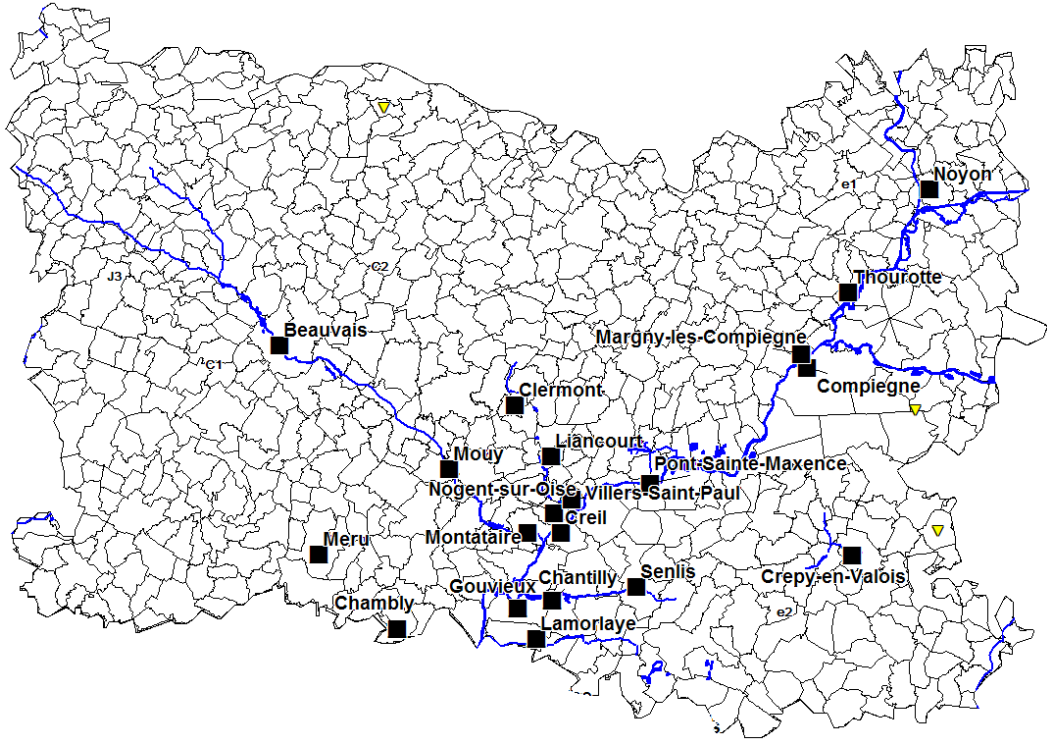 Noyon
e1
C2
J3
Thourotte
Beauvais
Margny-les-Compiegne
C1
Compiegne
Clermont
Liancourt
Mouy
Pont-Sainte-Maxence
Nogent-sur-Oise
Villers-Saint-Paul
Creil
Montataire
Meru
Senlis
Crepy-en-Valois
Chantilly
Gouvieux
Chambly
e2
Lamorlaye